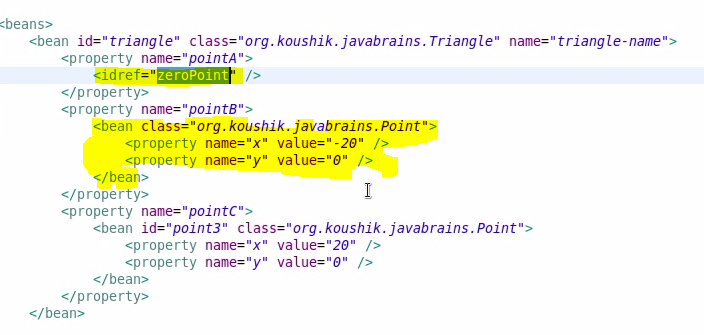 <beans>
<bean id="triangle" class="org.koushik.javabrains.Triangle" name="triangle-name">
<property name="pointA">
<idref="zeroPoint" />
</property>
<property name="pointB">
<bean class="org.koushik.javabrains.Point">
<property name="x" value="-20" />
<property name="y" value="0" />
</bean>
</property>
<property name="pointC">
<bean id="point3" class="org.koushik.javabrains.Point">
<property name="x" value="20" />
<property name="y" value="0" />
</bean>
</property>
</bean>